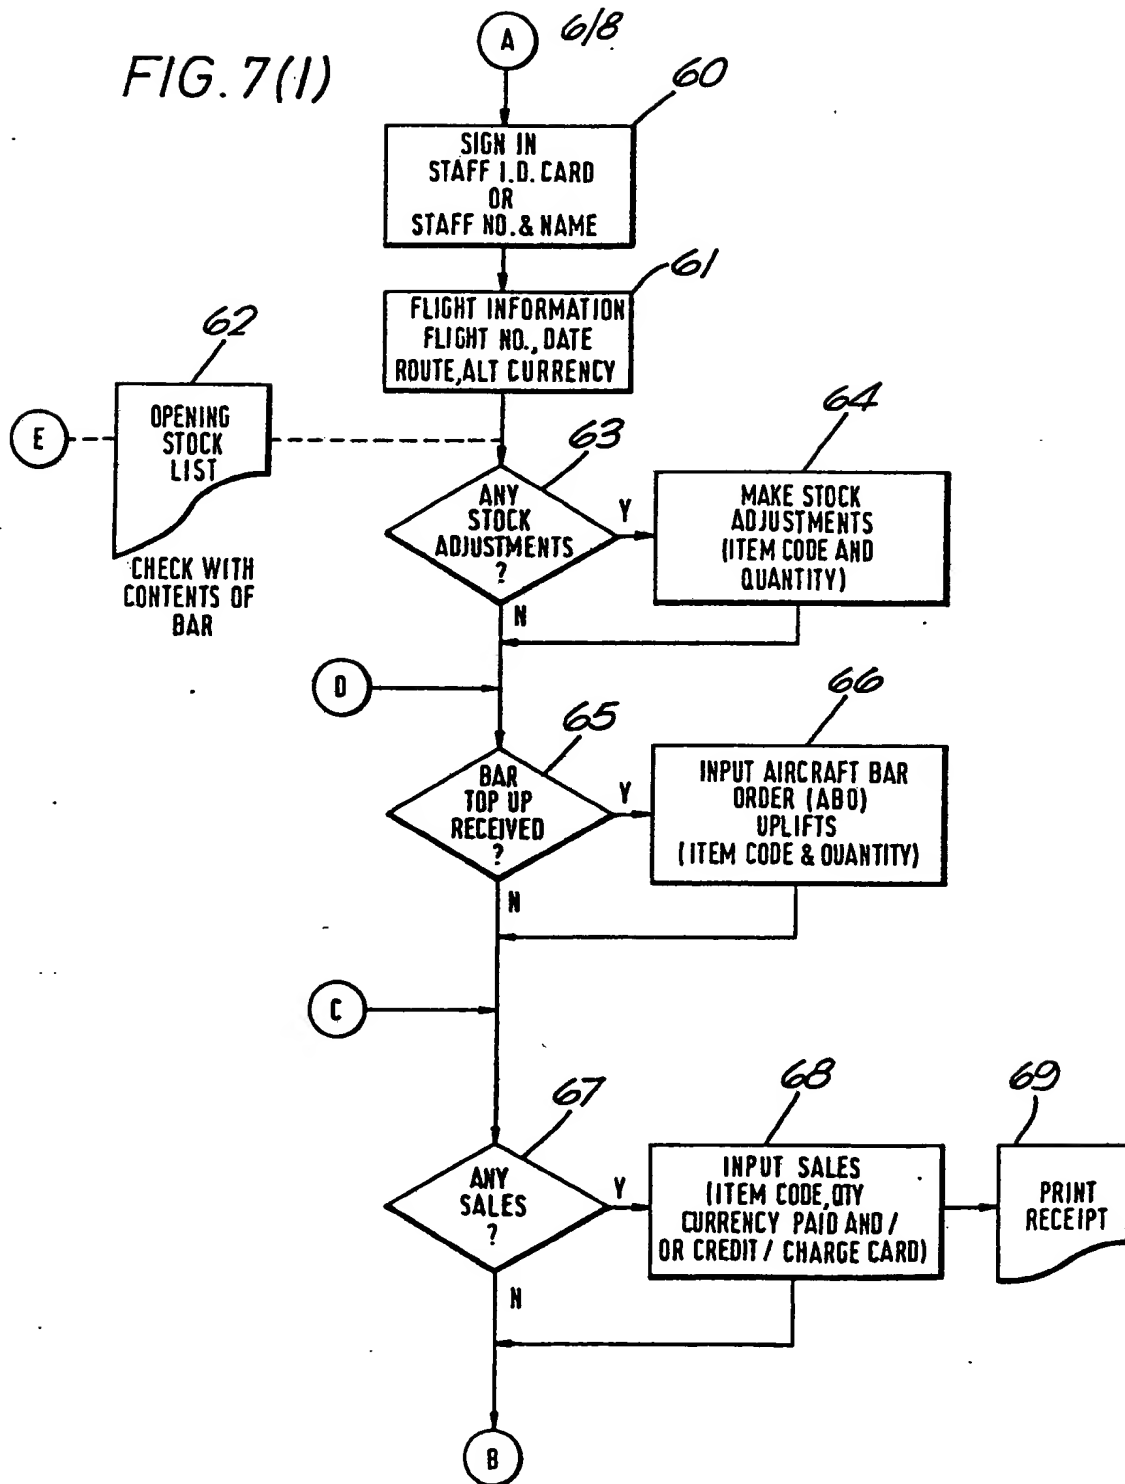 A
6/8
FIG. 7(1)
60
SIGN IN
STAFF I.D. CARD
OR
STAFF NO. & NAME
61
FLIGHT INFORMATION
FLIGHT NO., DATE
ROUTE, ALT CURRENCY
62
E
OPENING
STOCK
LIST
CHECK WITH
CONTENTS OF
BAR
63
ANY
STOCK
ADJUSTMENTS
?
Y
N
64
MAKE STOCK
ADJUSTMENTS
(ITEM CODE AND
QUANTITY)
D
65
BAR
TOP UP
RECEIVED
?
Y
N
66
INPUT AIRCRAFT BAR
ORDER (ABO)
UPLIFTS
(ITEM CODE & QUANTITY)
C
67
ANY
SALES
?
Y
N
68
INPUT SALES
(ITEM CODE, QTY
CURRENCY PAID AND /
OR CREDIT / CHARGE CARD)
69
PRINT
RECEIPT
B